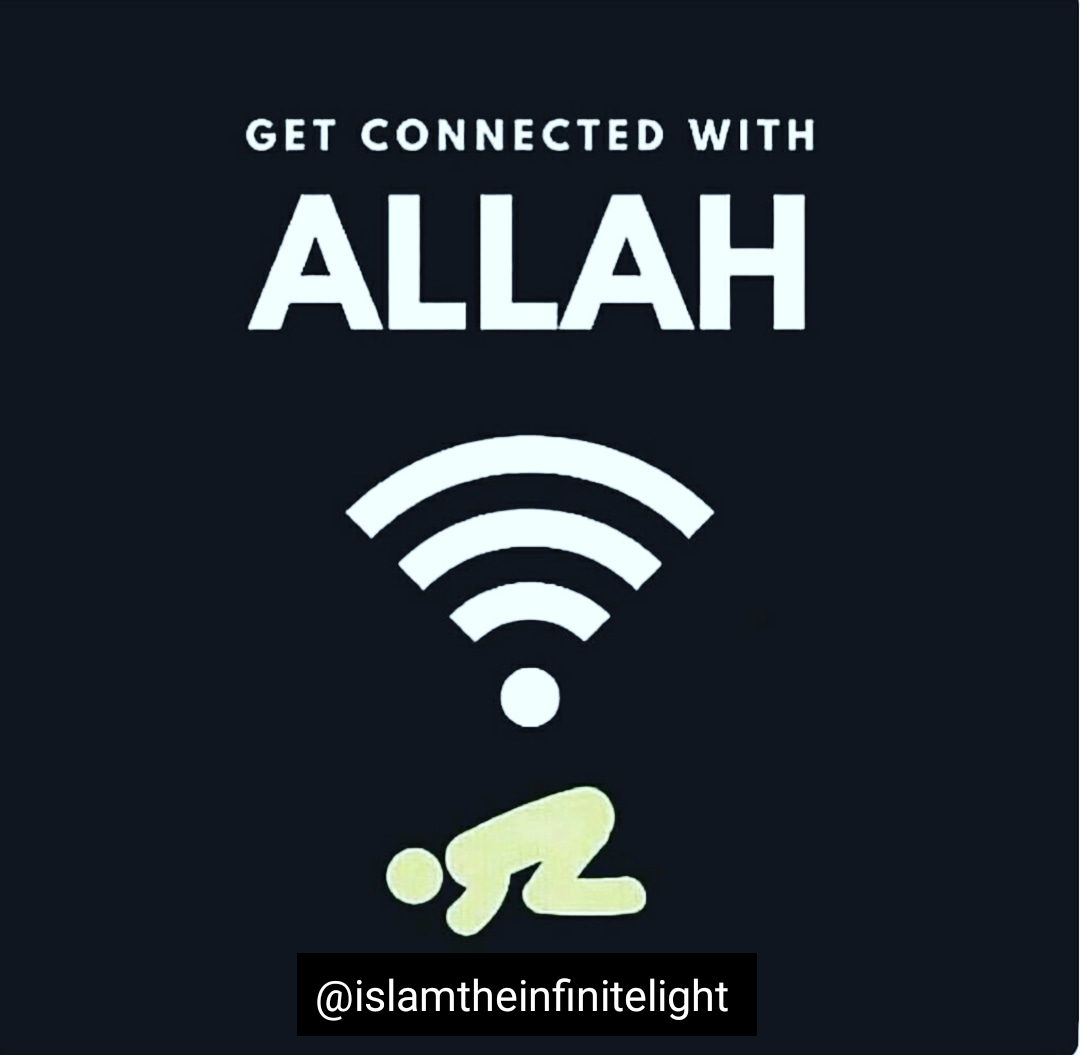 GET CONNECTED WITH
ALLAH
@islamtheinfinitelight